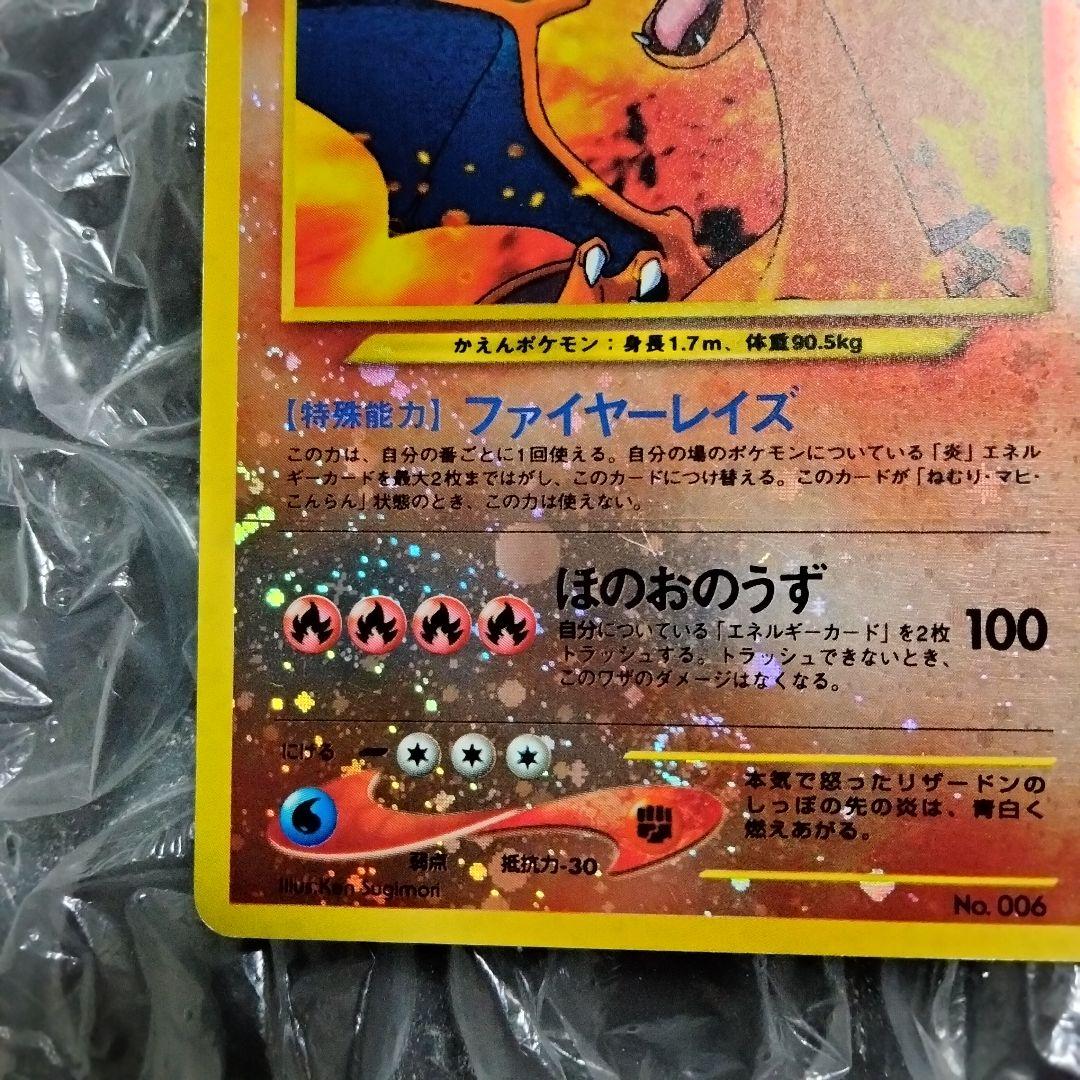 かえんポケモン：身長1.7m、体重90.5kg
【特殊能力】ファイヤーレイズ
この力は、自分の番ごとに1回使える。自分の場のポケモンについている「炎」エネル
ギーカードを最大2枚まではがし、このカードにつけ替える。このカードが「ねむり・マヒ・
こんらん」状態のとき、この力は使えない。
ほのおのうず
自分についている「エネルギーカード」を2枚
トラッシュする。トラッシュできないとき、
このワザのダメージはなくなる。
100
にげる
本気で怒ったリザードンの
しっぽの先の炎は、青白く
燃えあがる。
弱点 抵抗力-30
Illus. Ken Sugimori
No. 006